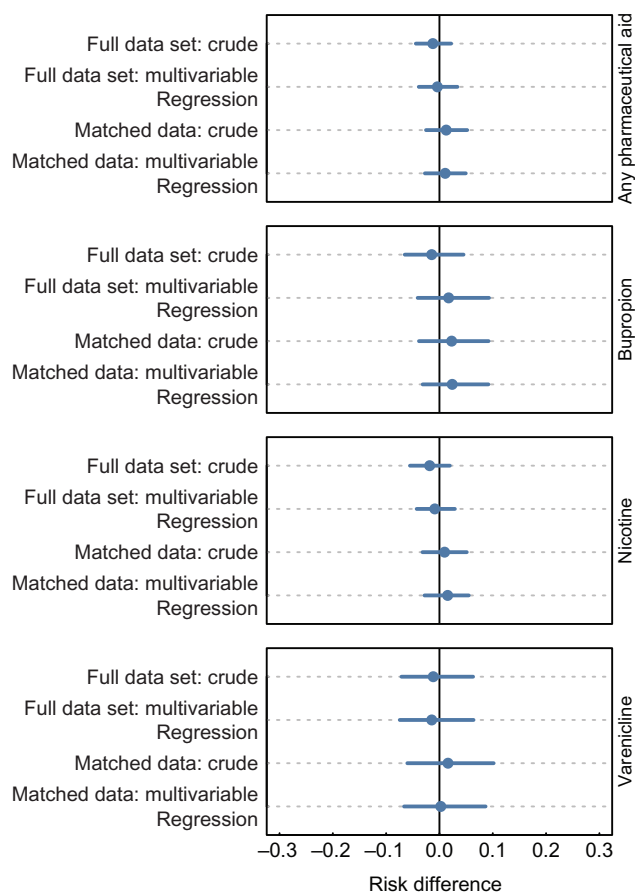 Full data set: crude
Full data set: multivariable
Regression
Matched data: crude
Matched data: multivariable
Regression
Any pharmaceutical aid
Full data set: crude
Full data set: multivariable
Regression
Matched data: crude
Matched data: multivariable
Regression
Bupropion
Full data set: crude
Full data set: multivariable
Regression
Matched data: crude
Matched data: multivariable
Regression
Nicotine
Full data set: crude
Full data set: multivariable
Regression
Matched data: crude
Matched data: multivariable
Regression
Varenicline
–0.3 –0.2 –0.1 0.0 0.1 0.2 0.3
Risk difference